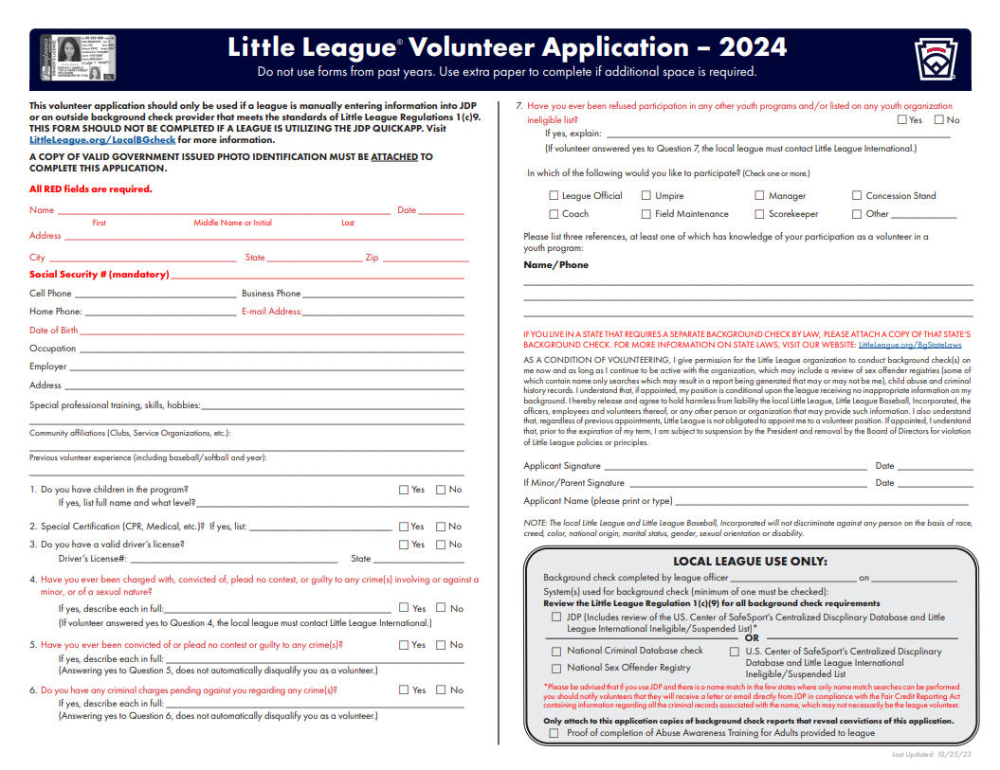 Little League® Volunteer Application – 2024
Do not use forms from past years. Use extra paper to complete if additional space is required.
This volunteer application should only be used if a league is manually entering information into JDP
or an outside background check provider that meets the standards of Little League Regulations 1(c)9.
THIS FORM SHOULD NOT BE COMPLETED IF A LEAGUE IS UTILIZING THE JDP QUICKAPP. Visit
LittleLeague.org/LocalBGcheck for more information.
A COPY OF VALID GOVERNMENT ISSUED PHOTO IDENTIFICATION MUST BE ATTACHED TO
COMPLETE THIS APPLICATION.
All RED fields are required.
Name Date
First Middle Name or Initial Last
Address
City State Zip
Social Security # (mandatory)
Cell Phone Business Phone
Home Phone: E-mail Address:
Date of Birth
Occupation
Employer
Address
Special professional training, skills, hobbies:
Community affiliations (Clubs, Service Organizations, etc.):
Previous volunteer experience (including baseball/softball and year):
1. Do you have children in the program? Yes No
If yes, list full name and what level?
2. Special Certification (CPR, Medical, etc.)? If yes, list: Yes No
3. Do you have a valid driver's license? Yes No
Driver's License#: State
4. Have you ever been charged with, convicted of, plead no contest, or guilty to any crime(s) involving or against a
minor, or of a sexual nature?
If yes, describe each in full: Yes No
(If volunteer answered yes to Question 4, the local league must contact Little League International.)
5. Have you ever been convicted of or plead no contest or guilty to any crime(s)? Yes No
If yes, describe each in full:
(Answering yes to Question 5, does not automatically disqualify you as a volunteer.)
6. Do you have any criminal charges pending against you regarding any crime(s)? Yes No
If yes, describe each in full:
(Answering yes to Question 6, does not automatically disqualify you as a volunteer.)
7. Have you ever been refused participation in any other youth programs and/or listed on any youth organization
ineligible list? Yes No
If yes, explain:
(If volunteer answered yes to Question 7, the local league must contact Little League International.)
In which of the following would you like to participate? (Check one or more.)
League Official Umpire Manager Concession Stand
Coach Field Maintenance Scorekeeper Other
Please list three references, at least one of which has knowledge of your participation as a volunteer in a
youth program:
Name/Phone
IF YOU LIVE IN A STATE THAT REQUIRES A SEPARATE BACKGROUND CHECK BY LAW, PLEASE ATTACH A COPY OF THAT STATE'S
BACKGROUND CHECK. FOR MORE INFORMATION ON STATE LAWS, VISIT OUR WEBSITE: LittleLeague.org/BgStateLaws
AS A CONDITION OF VOLUNTEERING, I give permission for the Little League organization to conduct background check(s) on
me now and as long as I continue to be active with the organization, which may include a review of sex offender registries (some of
which contain name only searches which may result in a report being generated that may or may not be me), child abuse and criminal
history records. I understand that, if appointed, my position is conditional upon the league receiving no inappropriate information on my
background. I hereby release and agree to hold harmless from liability the local Little League, Little League Baseball, Incorporated, the
officers, employees and volunteers thereof, or any other person or organization that may provide such information. I also understand
that, regardless of previous appointments, Little League is not obligated to appoint me to a volunteer position. If appointed, I understand
that, prior to the expiration of my term, I am subject to suspension by the President and removal by the Board of Directors for violation
of Little League policies or principles.
Applicant Signature Date
If Minor/Parent Signature Date
Applicant Name (please print or type)
NOTE: The local Little League and Little League Baseball, Incorporated will not discriminate against any person on the basis of race,
creed, color, national origin, marital status, gender, sexual orientation or disability.
LOCAL LEAGUE USE ONLY:
Background check completed by league officer on
System(s) used for background check (minimum of one must be checked):
Review the Little League Regulation 1(c)(9) for all background check requirements
JDP (Includes review of the US. Center of SafeSport's Centralized Discplinary Database and Little
League International Ineligible/Suspended List)*
OR
National Criminal Database check
National Sex Offender Registry
U.S. Center of SafeSport's Centralized Discplinary
Database and Little League International
Ineligible/Suspended List
*Please be advised that if you use JDP and there is a name match in the few states where only name match searches can be performed
you should notify volunteers that they will receive a letter or email directly from JDP in compliance with the Fair Credit Reporting Act
containing information regarding all the criminal records associated with the name, which may not necessarily be the league volunteer.
Only attach to this application copies of background check reports that reveal convictions of this application.
Proof of completion of Abuse Awareness Training for Adults provided to league
Last Updated: 10/25/23